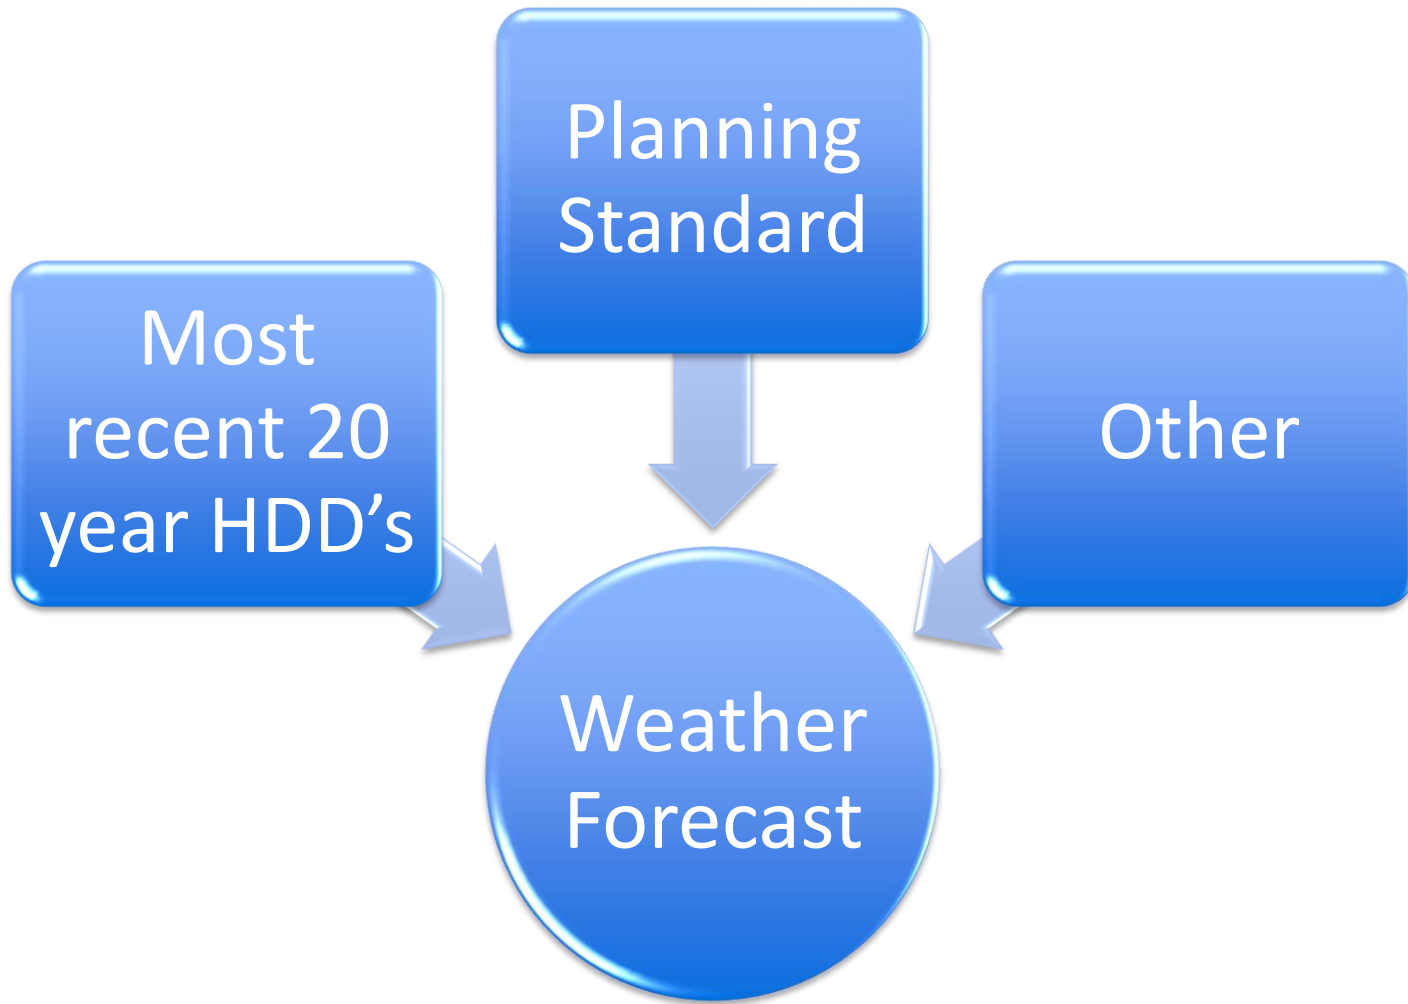 Planning
Standard
Most
recent 20
year HDD’s
Other
Weather
Forecast